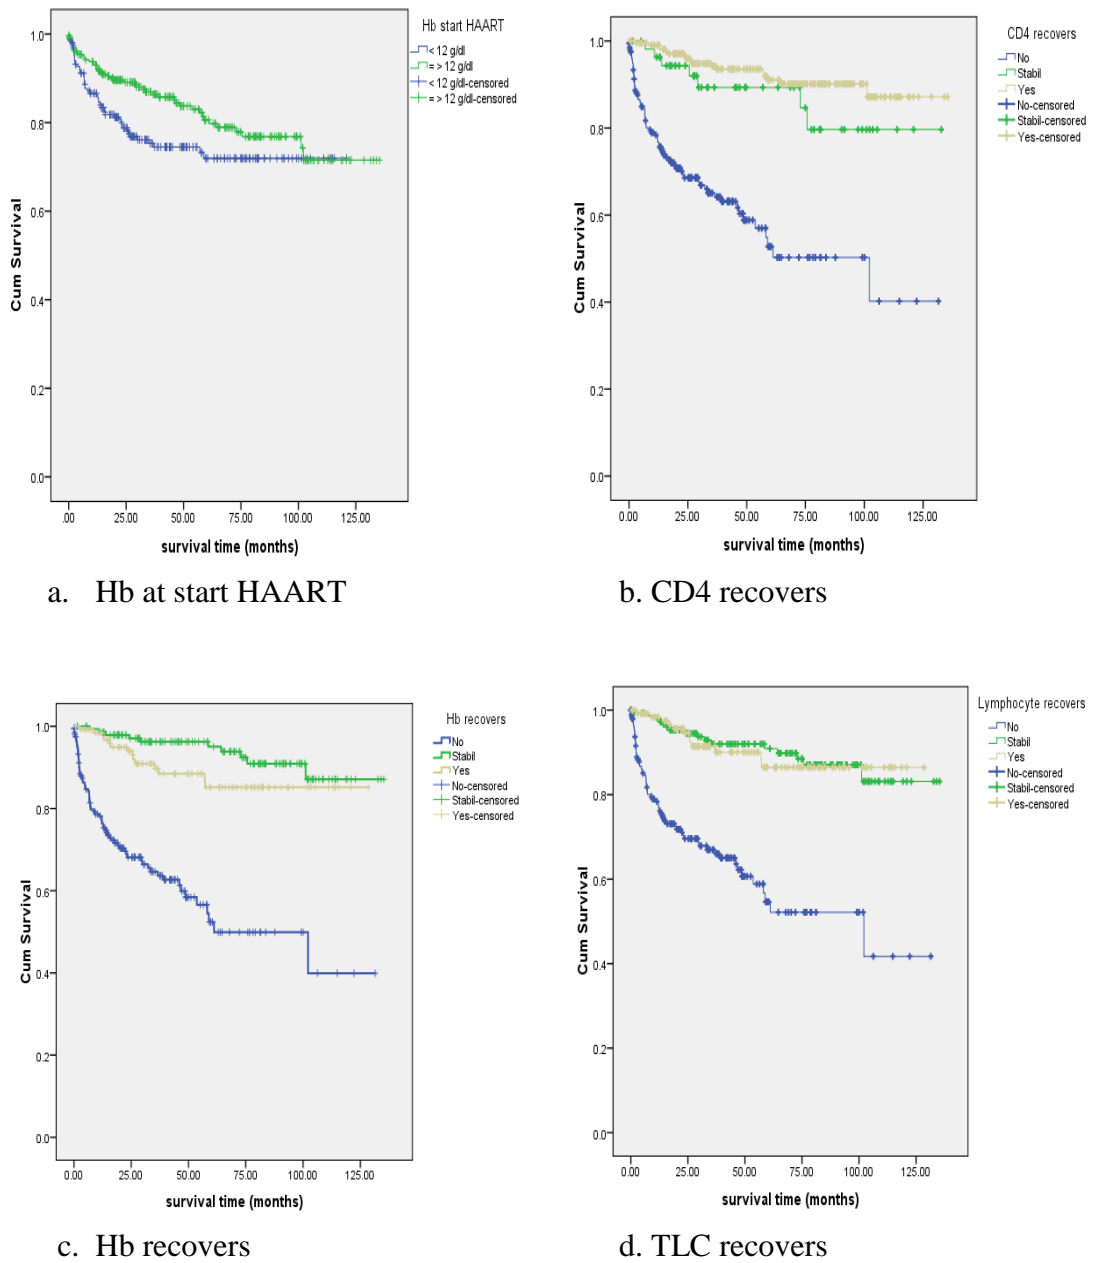 Hb start HAART
< 12 g/dl
= > 12 g/dl
< 12 g/dl-censored
= > 12 g/dl-censored
Cum Survival
1.0
0.8
0.6
0.4
0.2
0.0
.00 25.00 50.00 75.00 100.00 125.00
survival time (months)
a. Hb at start HAART
CD4 recovers
No
Stabil
Yes
No-censored
Stabil-censored
Yes-censored
Cum Survival
1.0
0.8
0.6
0.4
0.2
0.0
0.00 25.00 50.00 75.00 100.00 125.00
survival time (months)
b. CD4 recovers
Hb recovers
No
Stabil
Yes
No-censored
Stabil-censored
Yes-censored
Cum Survival
1.0
0.8
0.6
0.4
0.2
0.0
0.00 25.00 50.00 75.00 100.00 125.00
survival time (months)
c. Hb recovers
Lymphocyte recovers
No
Stabil
Yes
No-censored
Stabil-censored
Yes-censored
Cum Survival
1.0
0.8
0.6
0.4
0.2
0.0
0.00 25.00 50.00 75.00 100.00 125.00
survival time (months)
d. TLC recovers